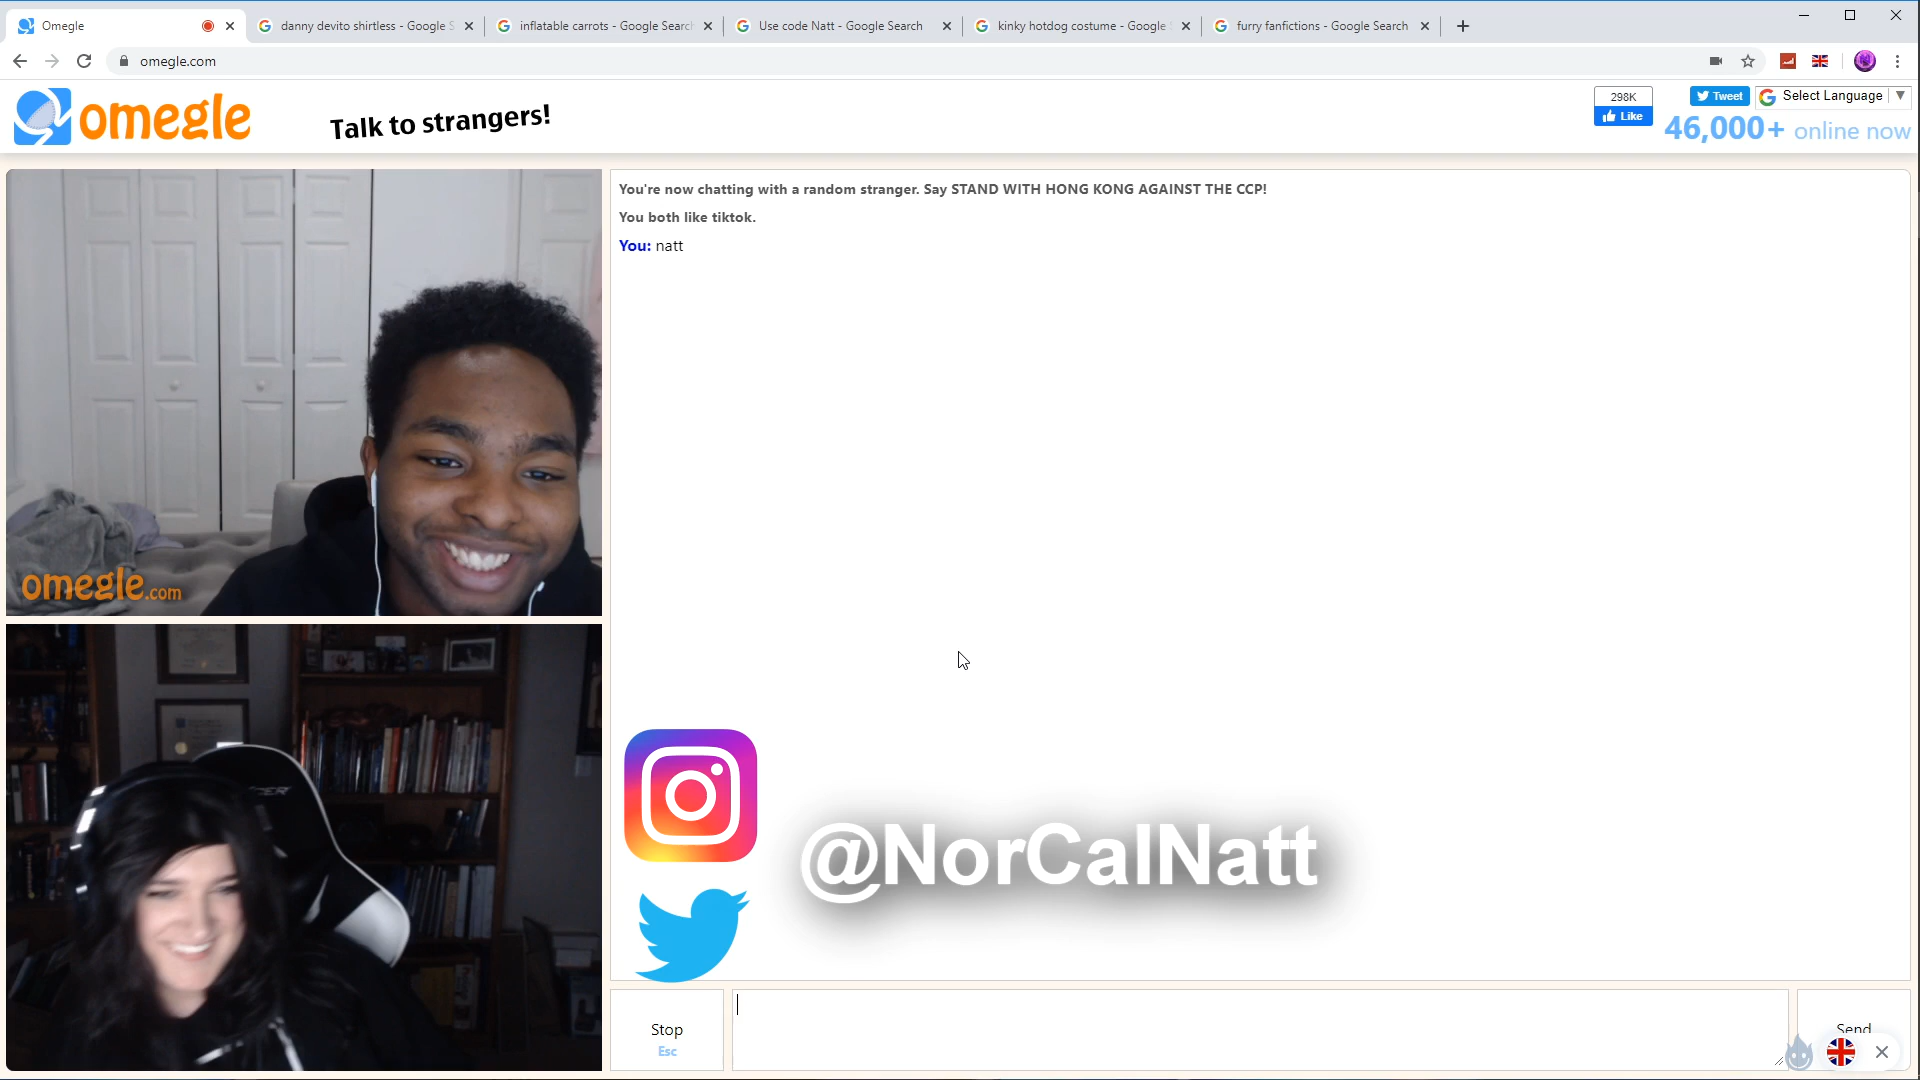 Omegle
danny devito shirtless - Google S
inflatable carrots - Google Search
Use code Natt - Google Search
kinky hotdog costume - Google S
furry fanfictions - Google Search
omegle.com
omegle
Talk to strangers!
298K
Like
Tweet
Select Language
46,000+ online now
You're now chatting with a random stranger. Say STAND WITH HONG KONG AGAINST THE CCP!
You both like tiktok.
You: natt
omegle.com
@NorCalNatt
Stop
Esc
Send